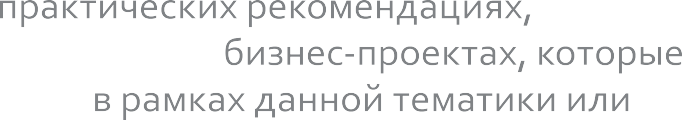 практических рекомендациях,
бизнес-проектах, которые
в рамках данной тематики или